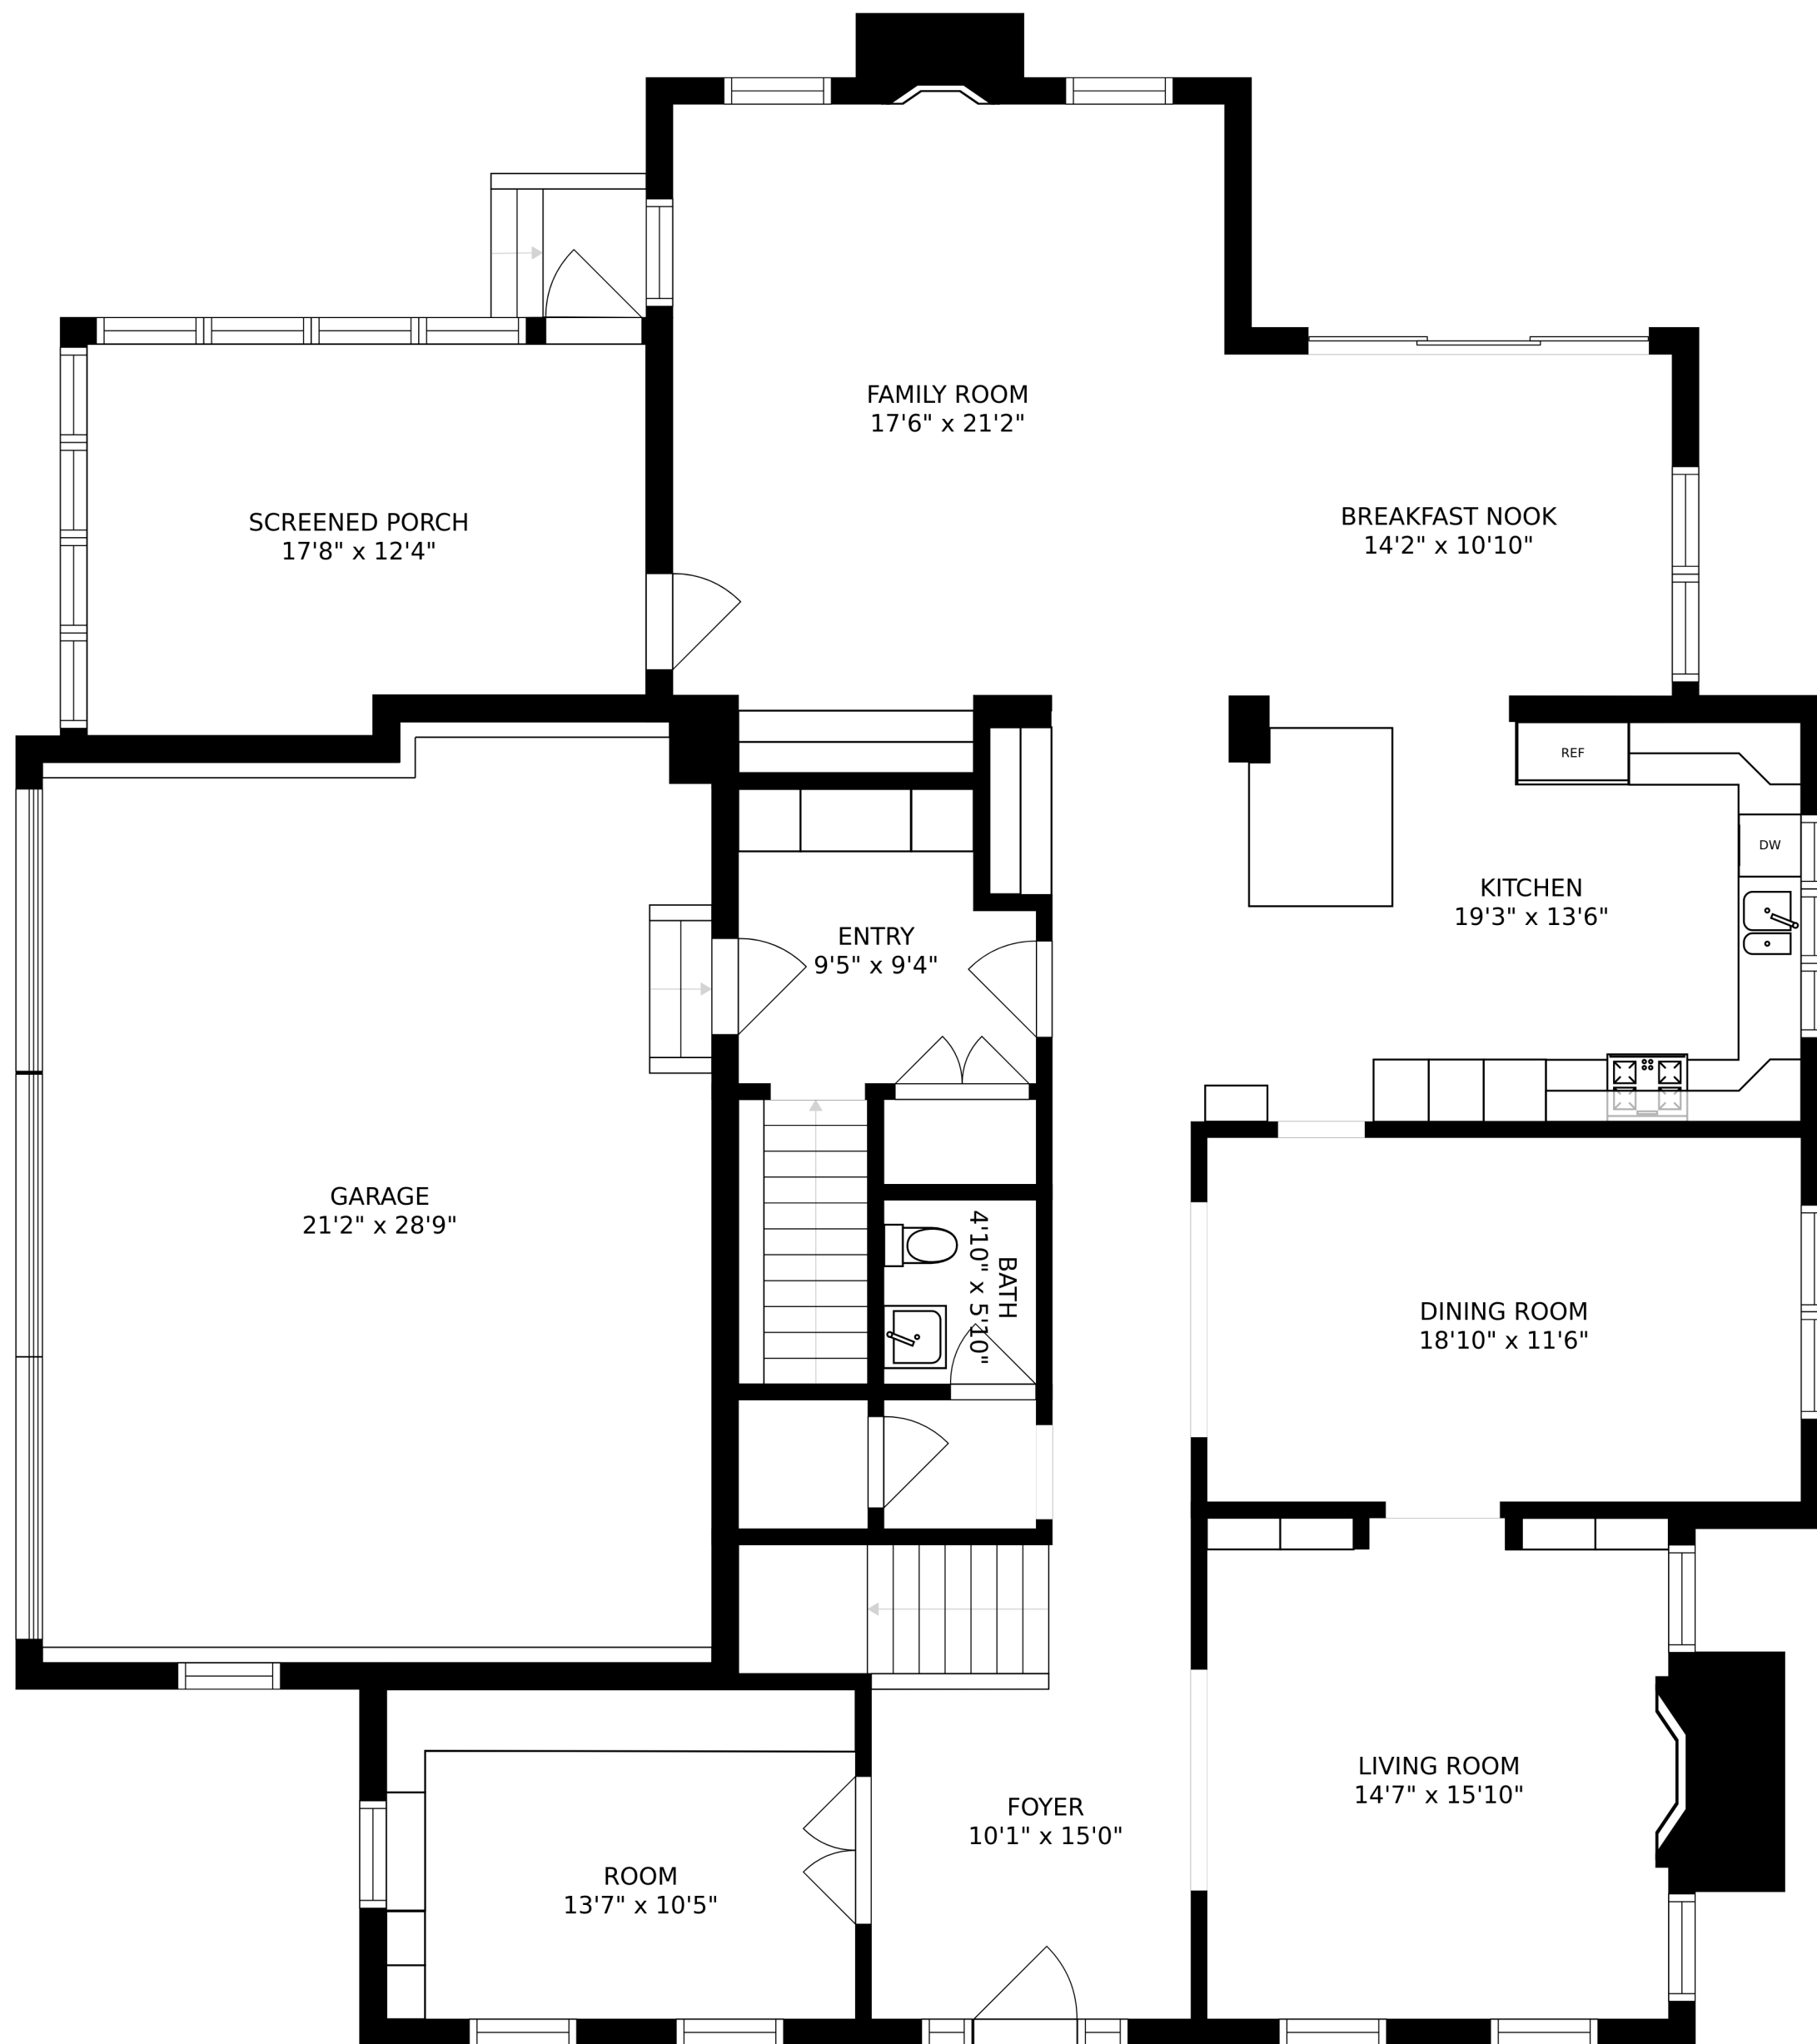 FAMILY ROOM
17'6" x 21'2"
SCREENED PORCH
17'8" x 12'4"
BREAKFAST NOOK
14'2" x 10'10"
REF
DW
KITCHEN
19'3" x 13'6"
ENTRY
9'5" x 9'4"
GARAGE
21'2" x 28'9"
BATH
4'10" x 5'10"
DINING ROOM
18'10" x 11'6"
LIVING ROOM
14'7" x 15'10"
FOYER
10'1" x 15'0"
ROOM
13'7" x 10'5"